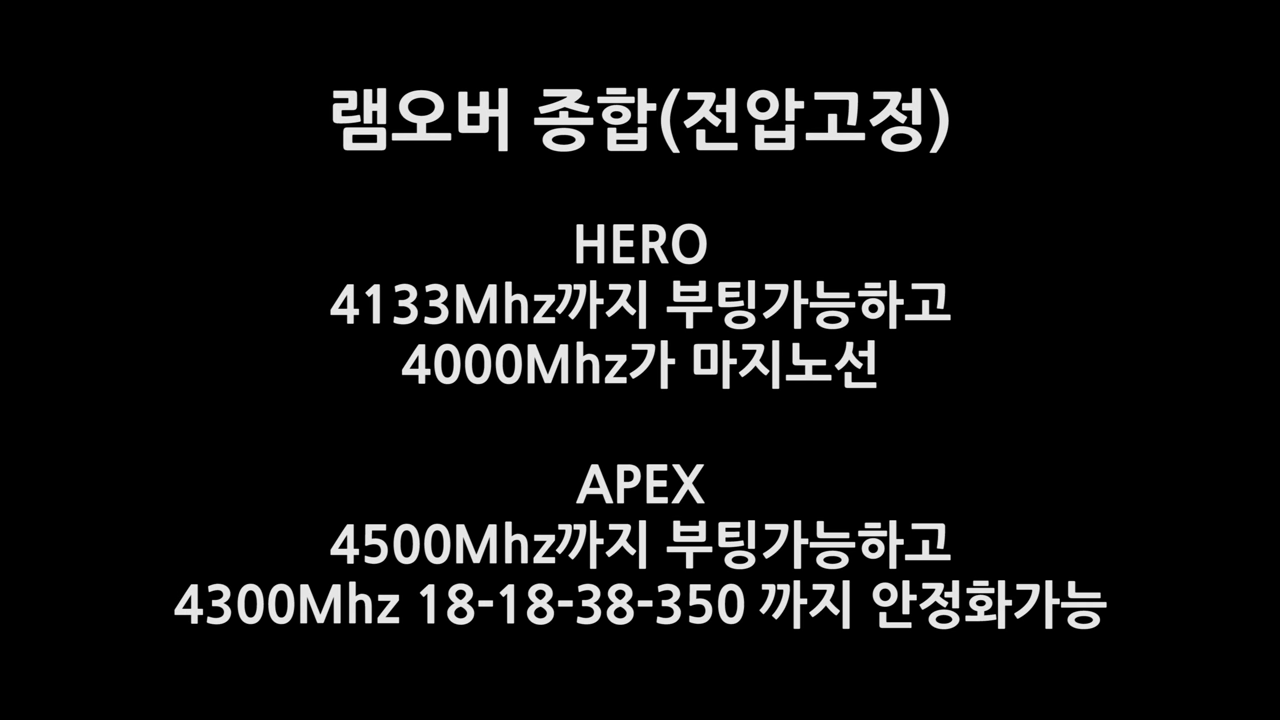 램오버 종합(전압고정)
HERO
4133Mhz까지 부팅가능하고
4000Mhz가 마지노선
APEX
4500Mhz까지 부팅가능하고
4300Mhz 18-18-38-350 까지 안정화가능